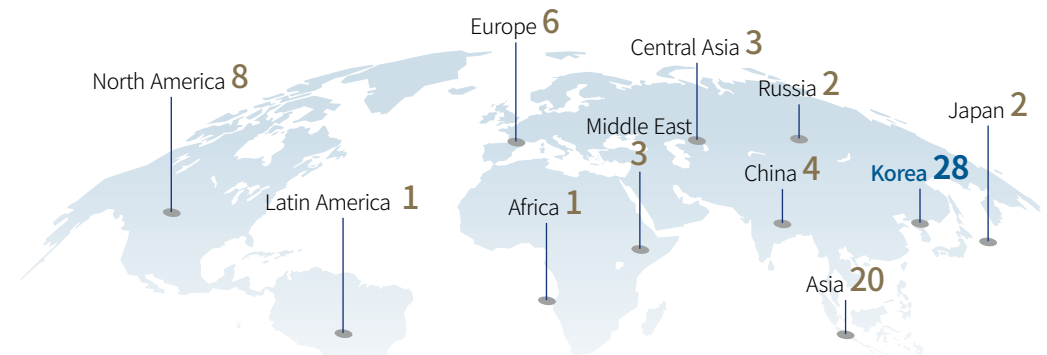 Europe 6
Central Asia 3
North America 8
Russia 2
Japan 2
Middle East
3
China 4
Korea 28
Latin America 1
Africa 1
Asia 20